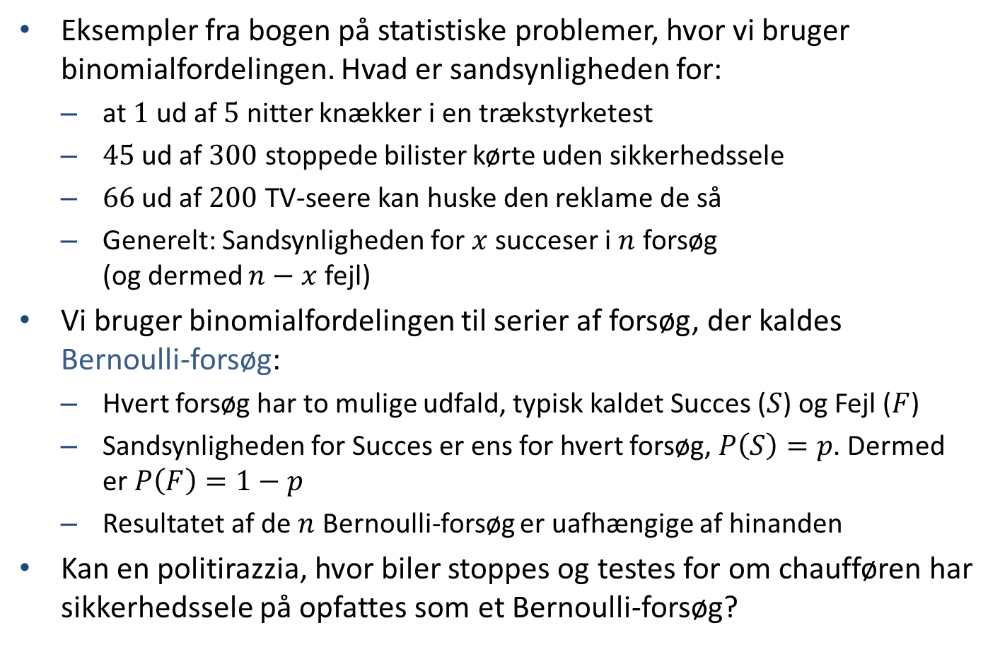 • Eksempler fra bogen på statistiske problemer, hvor vi bruger
binomialfordelingen. Hvad er sandsynligheden for:
– at 1 ud af 5 nitter knækker i en trækstyrketest
– 45 ud af 300 stoppede bilister kørte uden sikkerhedssele
– 66 ud af 200 TV-seere kan huske den reklame de så
– Generelt: Sandsynligheden for x succeser i n forsøg
(og dermed n − x fejl)
• Vi bruger binomialfordelingen til serier af forsøg, der kaldes
Bernoulli-forsøg:
– Hvert forsøg har to mulige udfald, typisk kaldet Succes (S) og Fejl (F)
– Sandsynligheden for Succes er ens for hvert forsøg, P(S) = p. Dermed
er P(F) = 1 − p
– Resultatet af de n Bernoulli-forsøg er uafhængige af hinanden
• Kan en politirazzia, hvor biler stoppes og testes for om chaufføren har
sikkerhedssele på opfattes som et Bernoulli-forsøg?